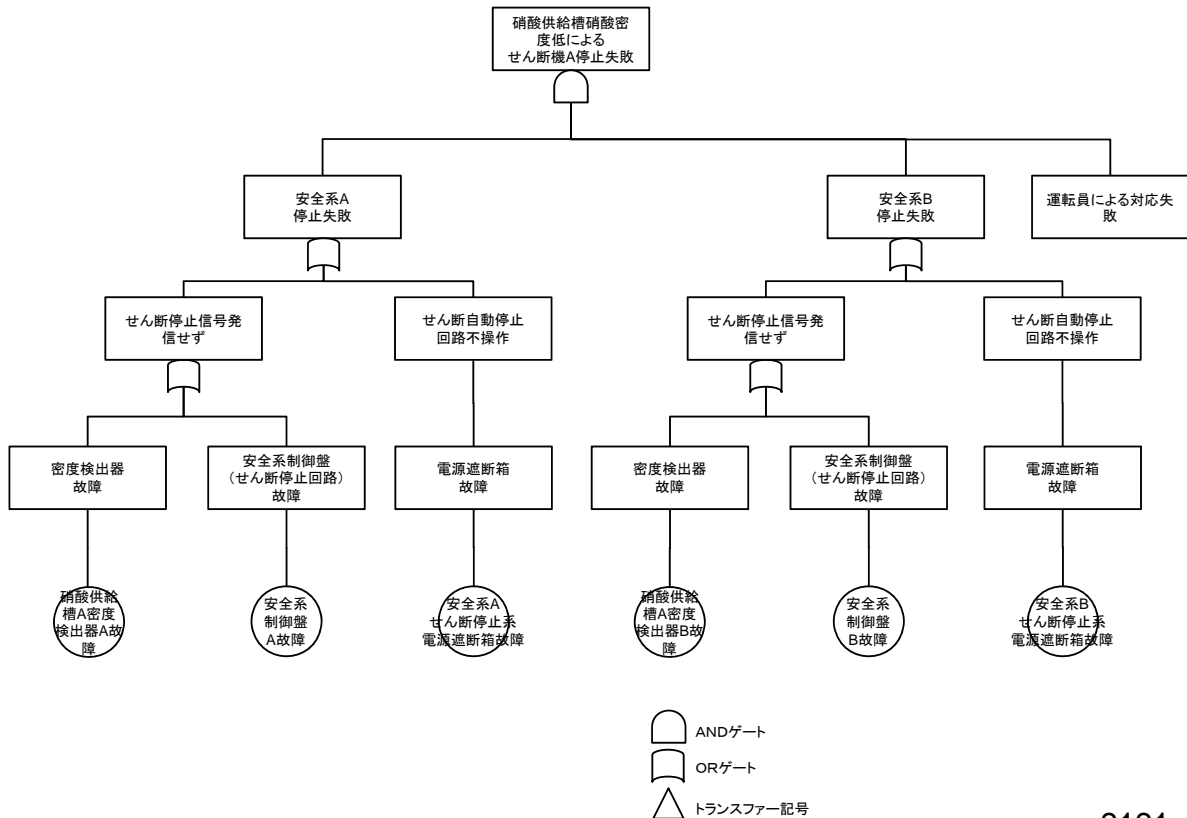 硝酸供給槽硝酸密
度低による
せん断機A停止失敗
安全系A
停止失敗
安全系B
停止失敗
運転員による対応失
敗
せん断停止信号発
信せず
せん断自動停止
回路不操作
せん断停止信号発
信せず
せん断自動停止
回路不操作
密度検出器
故障
安全系制御盤
（せん断停止回路）
故障
電源遮断箱
故障
密度検出器
故障
安全系制御盤
（せん断停止回路）
故障
電源遮断箱
故障
硝酸供給
槽A密度
検出器A故
障
安全系
制御盤
A故障
安全系A
せん断停止系
電源遮断箱故障
硝酸供給
槽A密度
検出器B故
障
安全系
制御盤
B故障
安全系B
せん断停止系
電源遮断箱故障
ANDゲート
ORゲート
トランスファー記号